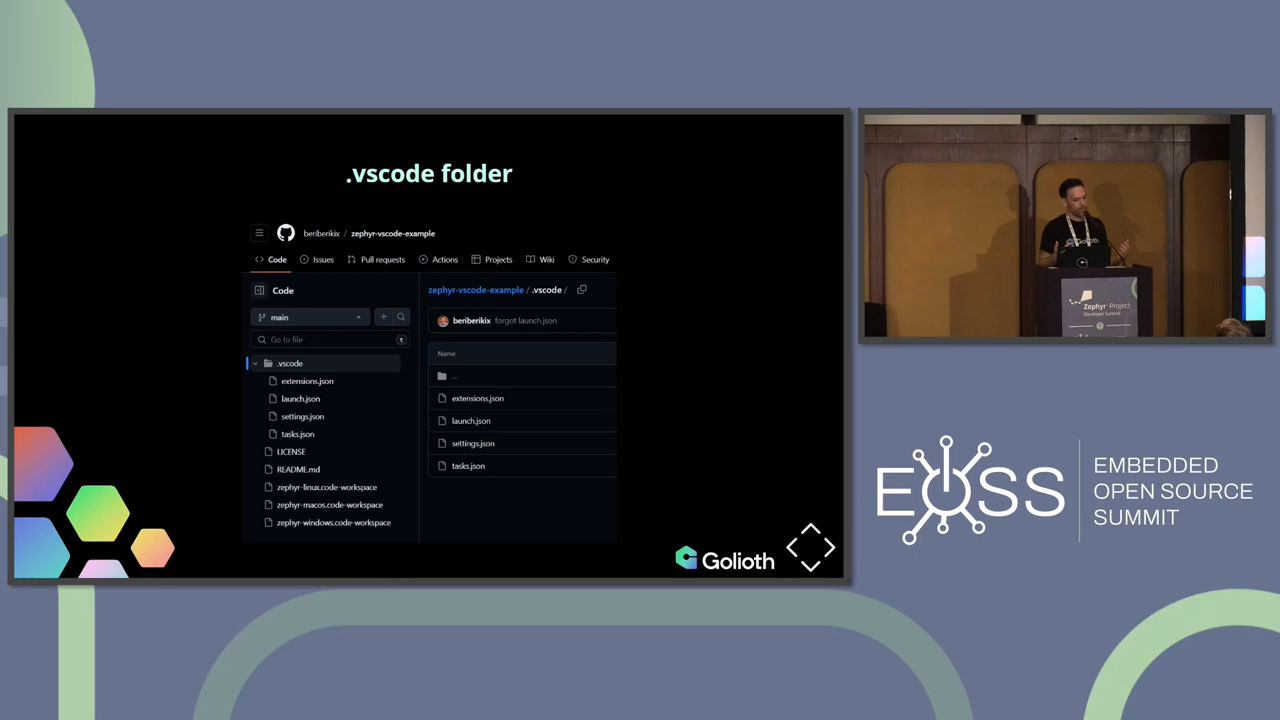 .vscode folder
beriberikix / zephyr-vscode-example
Code Issues Pull requests Actions Projects Wiki Security
Code
main
Go to file t
.vscode
extensions.json
launch.json
settings.json
tasks.json
LICENSE
README.md
zephyr-linux.code-workspace
zephyr-macos.code-workspace
zephyr-windows.code-workspace
zephyr-vscode-example / .vscode /
beriberikix forgot launch.json
Name
..
extensions.json
launch.json
settings.json
tasks.json
Golioth
Golioth
Zephyr Project
Developer Summit
@
EOSS
EMBEDDED
OPEN SOURCE
SUMMIT